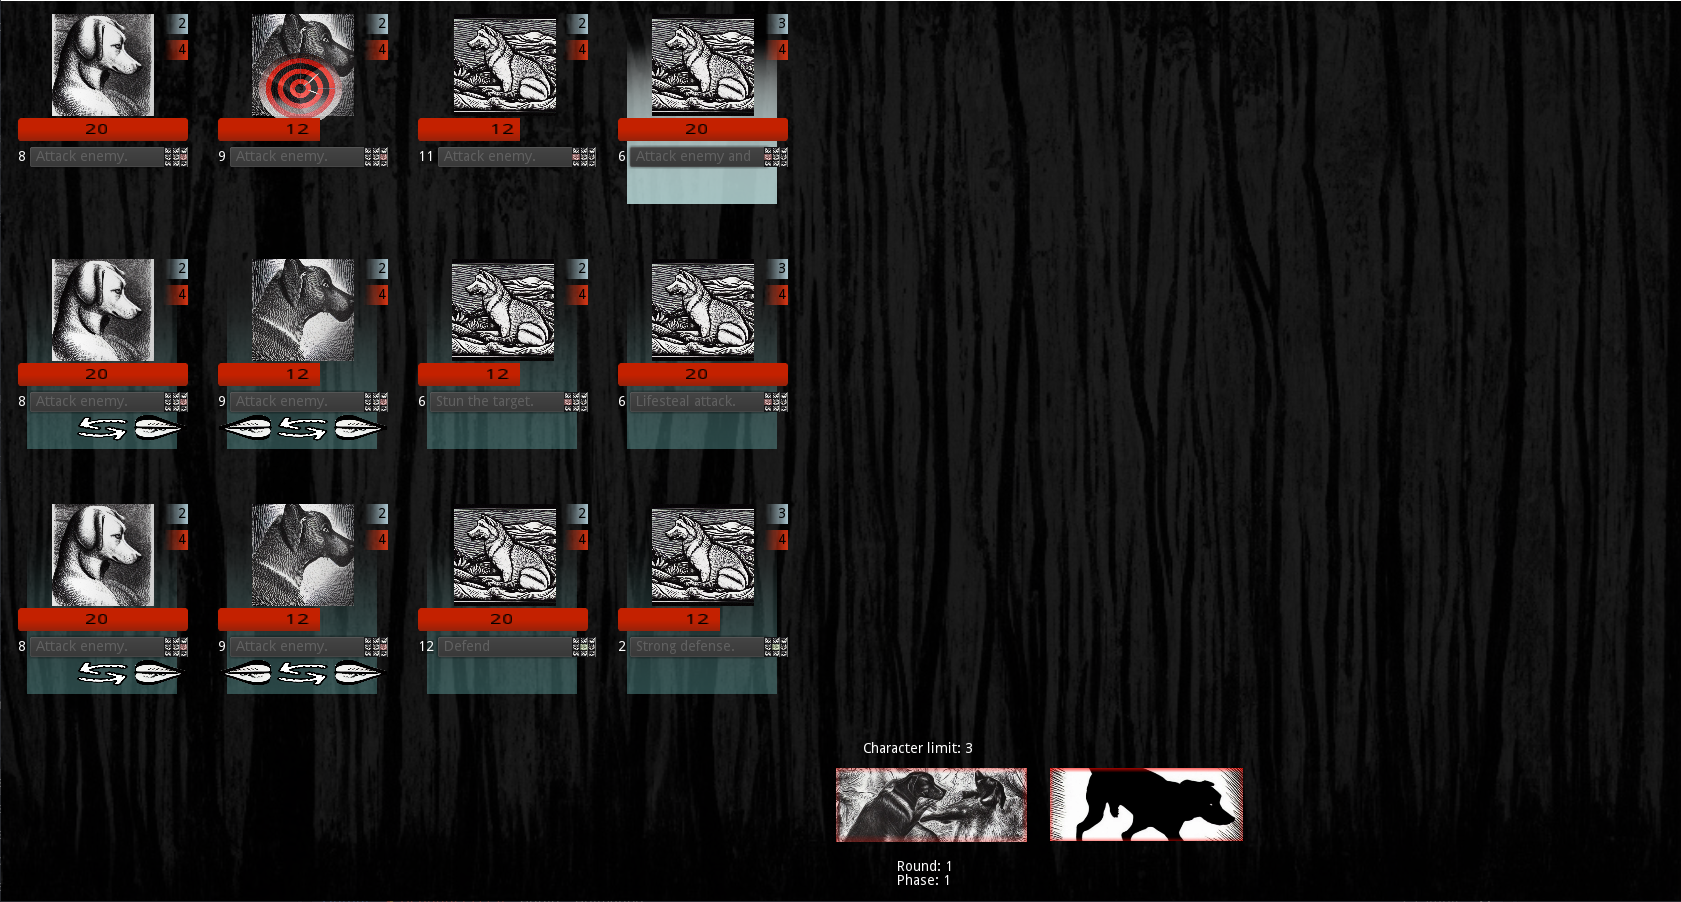 2 2 2 3
4 4 4 4
20 12 12 20
8 Attack enemy. 9 Attack enemy. 11 Attack enemy. 6 Attack enemy and
2 2 2 3
4 4 4 4
20 12 12 20
8 Attack enemy. 9 Attack enemy. 6 Stun the target. 6 Lifesteal attack.
2 2 2 3
4 4 4 4
20 12 20 12
8 Attack enemy. 9 Attack enemy. 12 Defend 2 Strong defense.
Character limit: 3
Round: 1
Phase: 1